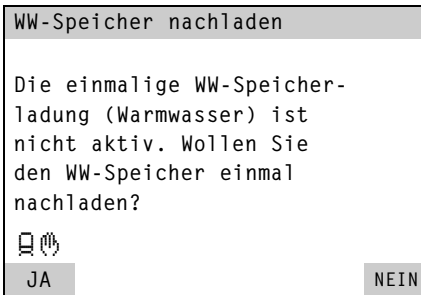 WW-Speicher nachladen
Die einmalige WW-Speicher-
ladung (Warmwasser) ist
nicht aktiv. Wollen Sie
den WW-Speicher einmal
nachladen?
JA NEIN